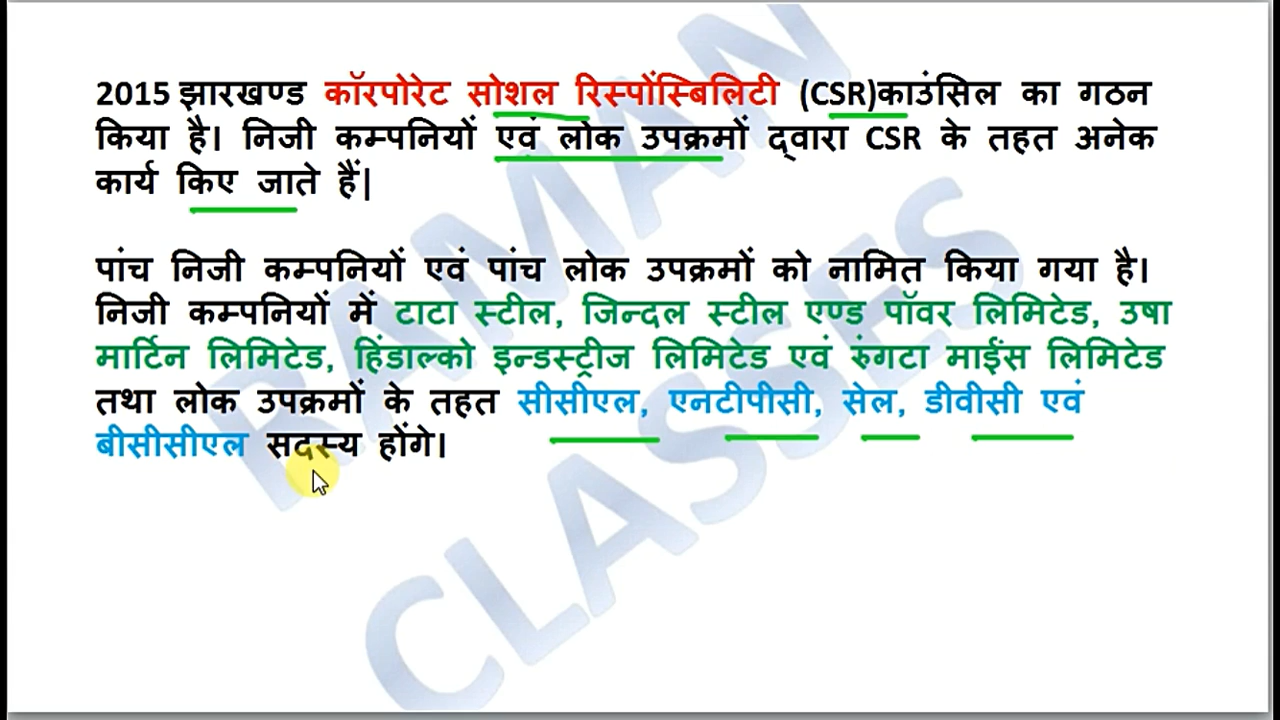 2015 झारखण्ड कॉरपोरेट सोशल रिस्पोंस्बिलिटी (CSR)काउंसिल का गठन
किया है। निजी कम्पनियों एवं लोक उपक्रमों द्वारा CSR के तहत अनेक
कार्य किए जाते हैं|
पांच निजी कम्पनियों एवं पांच लोक उपक्रमों को नामित किया गया है।
निजी कम्पनियों में टाटा स्टील, जिन्दल स्टील एण्ड पॉवर लिमिटेड, उषा
मार्टिन लिमिटेड, हिंडाल्को इन्डस्ट्रीज लिमिटेड एवं रुंगटा माईंस लिमिटेड
तथा लोक उपक्रमों के तहत सीसीएल, एनटीपीसी, सेल, डीवीसी एवं
बीसीसीएल सदस्य होंगे।
RAMAN
CLASSES